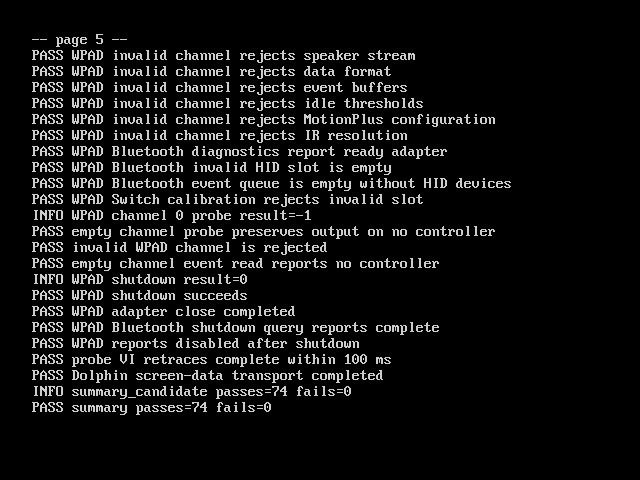 -- page 5 --
PASS WPAD invalid channel rejects speaker stream
PASS WPAD invalid channel rejects data format
PASS WPAD invalid channel rejects event buffers
PASS WPAD invalid channel rejects idle thresholds
PASS WPAD invalid channel rejects MotionPlus configuration
PASS WPAD invalid channel rejects IR resolution
PASS WPAD Bluetooth diagnostics report ready adapter
PASS WPAD Bluetooth invalid HID slot is empty
PASS WPAD Bluetooth event queue is empty without HID devices
PASS WPAD Switch calibration rejects invalid slot
INFO WPAD channel 0 probe result=-1
PASS empty channel probe preserves output on no controller
PASS invalid WPAD channel is rejected
PASS empty channel event read reports no controller
INFO WPAD shutdown result=0
PASS WPAD shutdown succeeds
PASS WPAD adapter close completed
PASS WPAD Bluetooth shutdown query reports complete
PASS WPAD reports disabled after shutdown
PASS probe VI retraces complete within 100 ms
PASS Dolphin screen-data transport completed
INFO summary_candidate passes=74 fails=0
PASS summary passes=74 fails=0